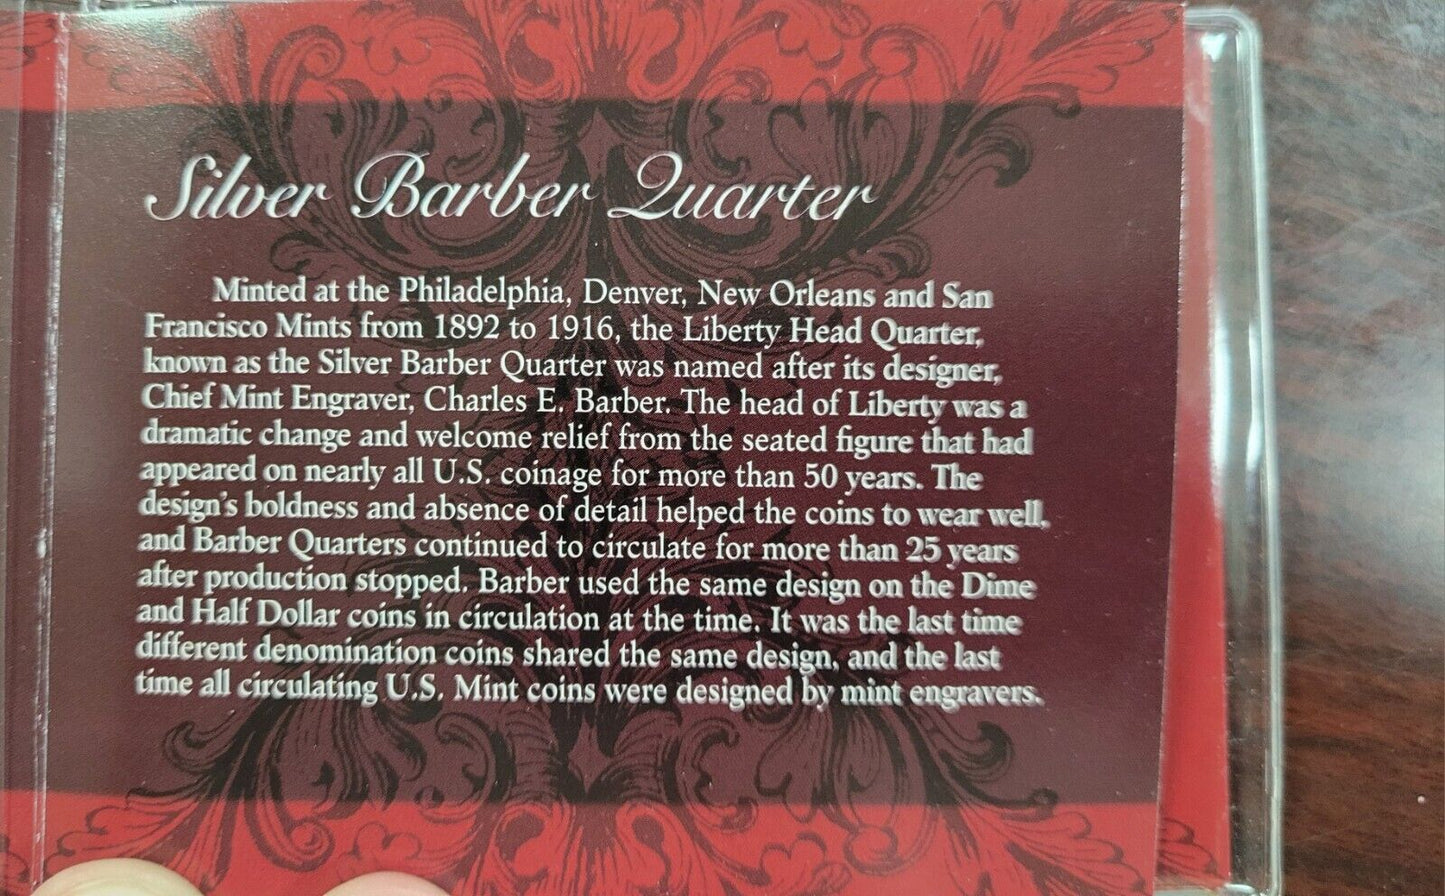 Silver Barber Quarter
Minted at the Philadelphia, Denver, New Orleans and San
Francisco Mints from 1892 to 1916, the Liberty Head Quarter,
known as the Silver Barber Quarter was named after its designer,
Chief Mint Engraver, Charles E. Barber. The head of Liberty was a
dramatic change and welcome relief from the seated figure that had
appeared on nearly all U.S. coinage for more than 50 years. The
design's boldness and absence of detail helped the coins to wear well,
and Barber Quarters continued to circulate for more than 25 years
after production stopped. Barber used the same design on the Dime
and Half Dollar coins in circulation at the time. It was the last time
different denomination coins shared the same design, and the last
time all circulating U.S. Mint coins were designed by mint engravers.